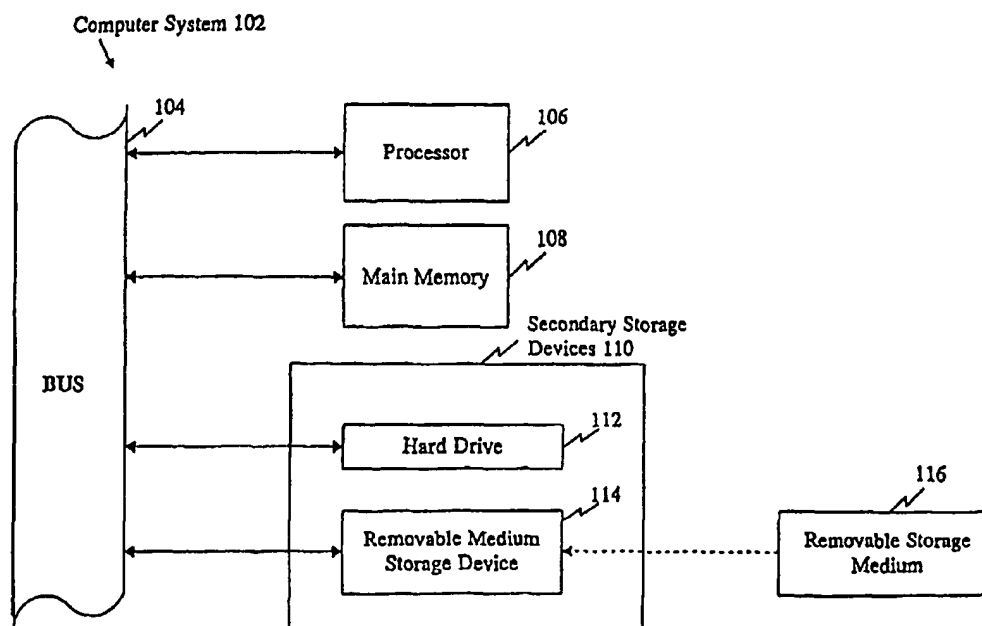 Computer System 102
104
106
Processor
108
Main Memory
Secondary Storage
Devices 110
BUS
112
Hard Drive
114
116
Removable Medium
Storage Device
Removable Storage
Medium